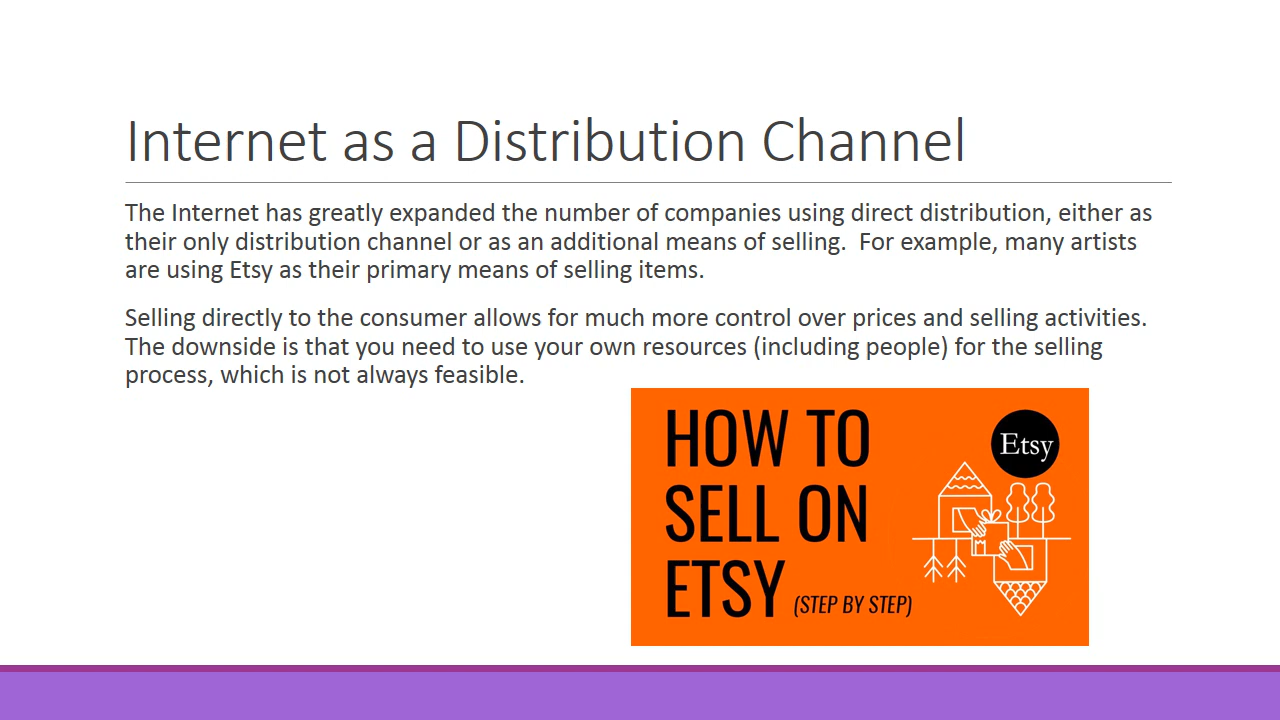 Internet as a Distribution Channel
The Internet has greatly expanded the number of companies using direct distribution, either as
their only distribution channel or as an additional means of selling.  For example, many artists
are using Etsy as their primary means of selling items.
Selling directly to the consumer allows for much more control over prices and selling activities.
The downside is that you need to use your own resources (including people) for the selling
process, which is not always feasible.
HOW TO
SELL ON
ETSY (STEP BY STEP)
Etsy